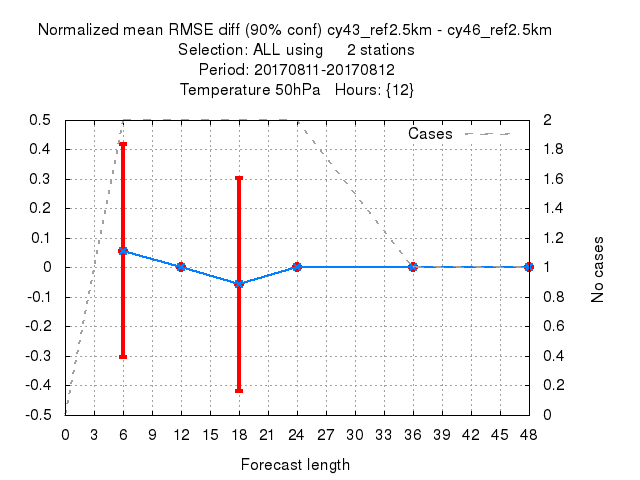 Normalized mean RMSE diff (90% conf) cy43_ref2.5km - cy46_ref2.5km
Selection: ALL using     2 stations
Period: 20170811-20170812
Temperature 50hPa   Hours: {12}
Cases
0.5
0.4
0.3
0.2
0.1
0
-0.1
-0.2
-0.3
-0.4
-0.5
2
1.8
1.6
1.4
1.2
1
0.8
0.6
0.4
0.2
0
No cases
0 3 6 9 12 15 18 21 24 27 30 33 36 39 42 45 48
Forecast length